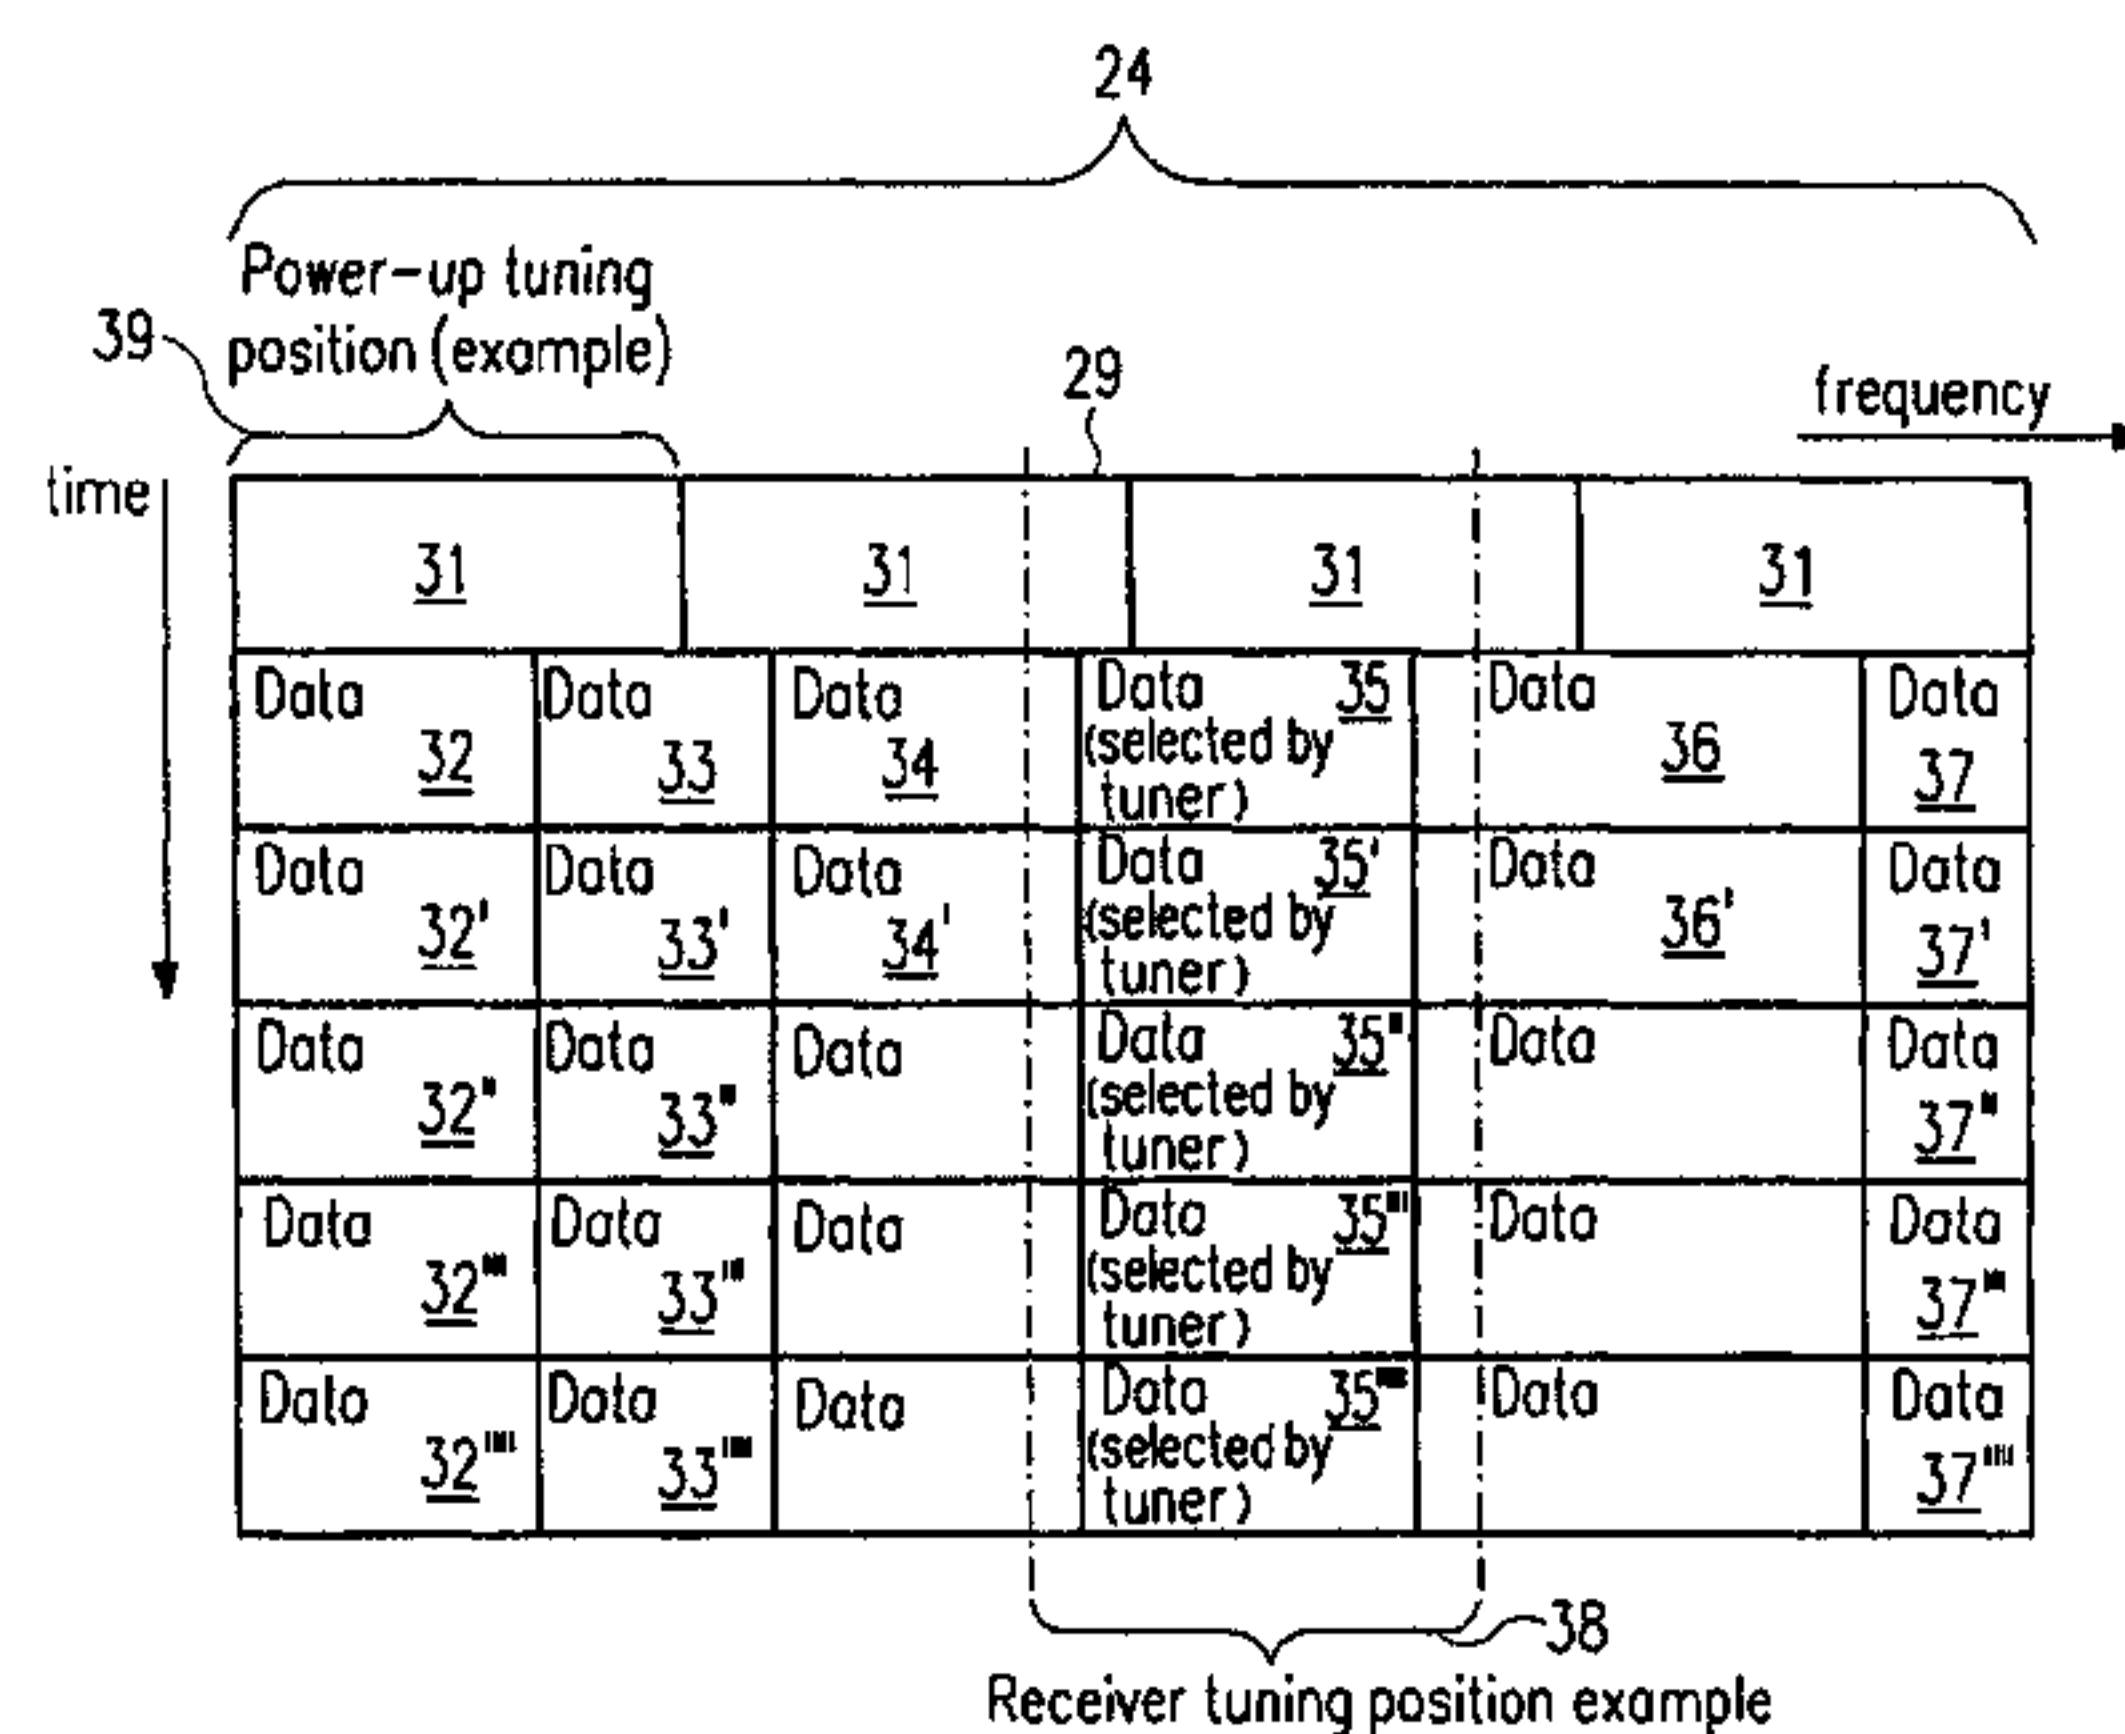 24
Power-up tuning
position (example)
39
29
frequency
time
31 31 31 31
Data 32 Data 33 Data 34 Data 35 (selected by tuner) Data 36 Data 37
Data 32' Data 33' Data 34' Data 35' (selected by tuner) Data 36' Data 37'
Data 32'' Data 33'' Data Data 35'' (selected by tuner) Data Data 37''
Data 32''' Data 33''' Data Data 35''' (selected by tuner) Data Data 37'''
Data 32'''' Data 33'''' Data Data 35'''' (selected by tuner) Data Data 37''''
38
Receiver tuning position example